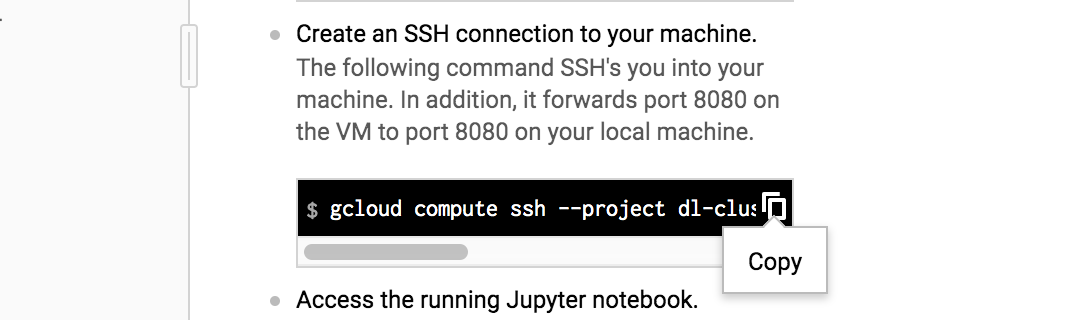 Create an SSH connection to your machine.
The following command SSH's you into your
machine. In addition, it forwards port 8080 on
the VM to port 8080 on your local machine.
$ gcloud compute ssh --project dl-clus
Copy
Access the running Jupyter notebook.